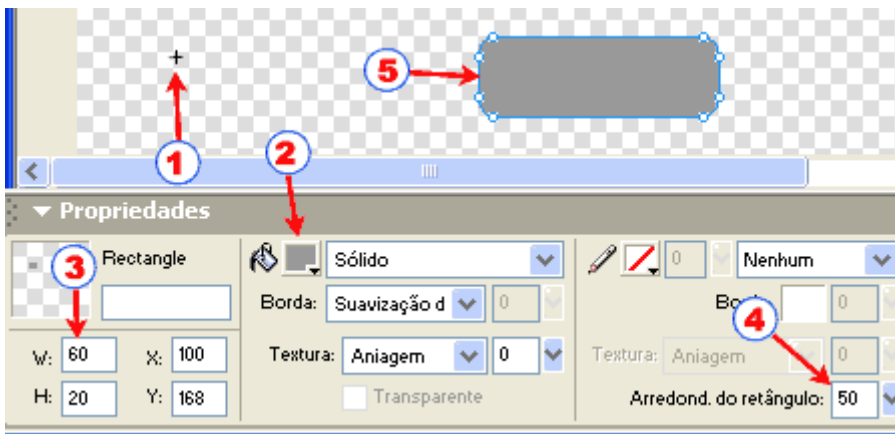 5
1
2
Propriedades
3
Rectangle
Sólido
0
Nenhum
Borda: Suavização d 0
4
0
W: 60 X: 100
Textura: Aniagem 0
Textura: Aniagem 0
H: 20 Y: 168
Transparente
Arredond. do retângulo: 50